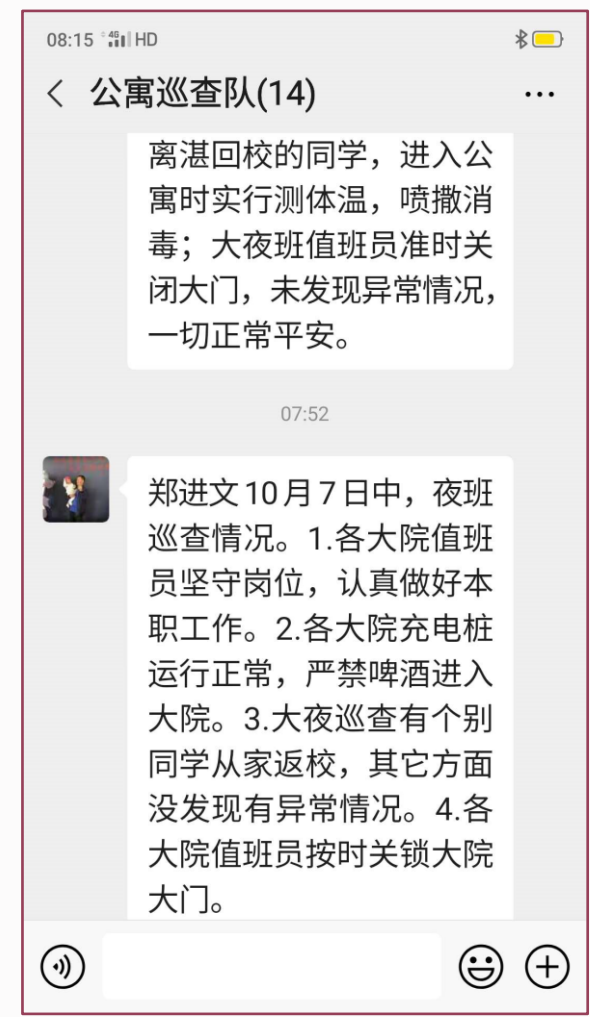 08:15 4G HD
公寓巡查队(14)
离湛回校的同学，进入公
寓时实行测体温，喷撒消
毒；大夜班值班员准时关
闭大门，未发现异常情况，
一切正常平安。
07:52
郑进文10月7日中，夜班
巡查情况。1.各大院值班
员坚守岗位，认真做好本
职工作。2.各大院充电桩
运行正常，严禁啤酒进入
大院。3.大夜巡查有个别
同学从家返校，其它方面
没发现有异常情况。4.各
大院值班员按时关锁大院
大门。